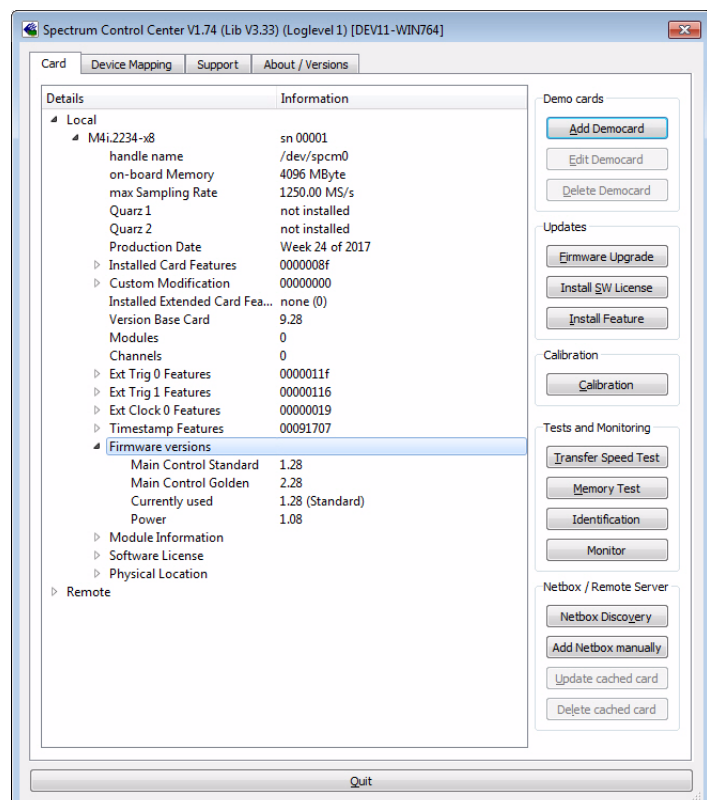 Spectrum Control Center V1.74 (Lib V3.33) (Loglevel 1) [DEV11-WIN764]
Card Device Mapping Support About / Versions
Details Information
Local
M4i.2234-x8 sn 00001
handle name /dev/spcm0
on-board Memory 4096 MByte
max Sampling Rate 1250.00 MS/s
Quarz 1 not installed
Quarz 2 not installed
Production Date Week 24 of 2017
Installed Card Features 0000008f
Custom Modification 00000000
Installed Extended Card Fea... none (0)
Version Base Card 9.28
Modules 0
Channels 0
Ext Trig 0 Features 0000011f
Ext Trig 1 Features 00000116
Ext Clock 0 Features 00000019
Timestamp Features 00091707
Firmware versions
Main Control Standard 1.28
Main Control Golden 2.28
Currently used 1.28 (Standard)
Power 1.08
Module Information
Software License
Physical Location
Remote
Demo cards
Add Democard
Edit Democard
Delete Democard
Updates
Firmware Upgrade
Install SW License
Install Feature
Calibration
Calibration
Tests and Monitoring
Transfer Speed Test
Memory Test
Identification
Monitor
Netbox / Remote Server
Netbox Discovery
Add Netbox manually
Update cached card
Delete cached card
Quit